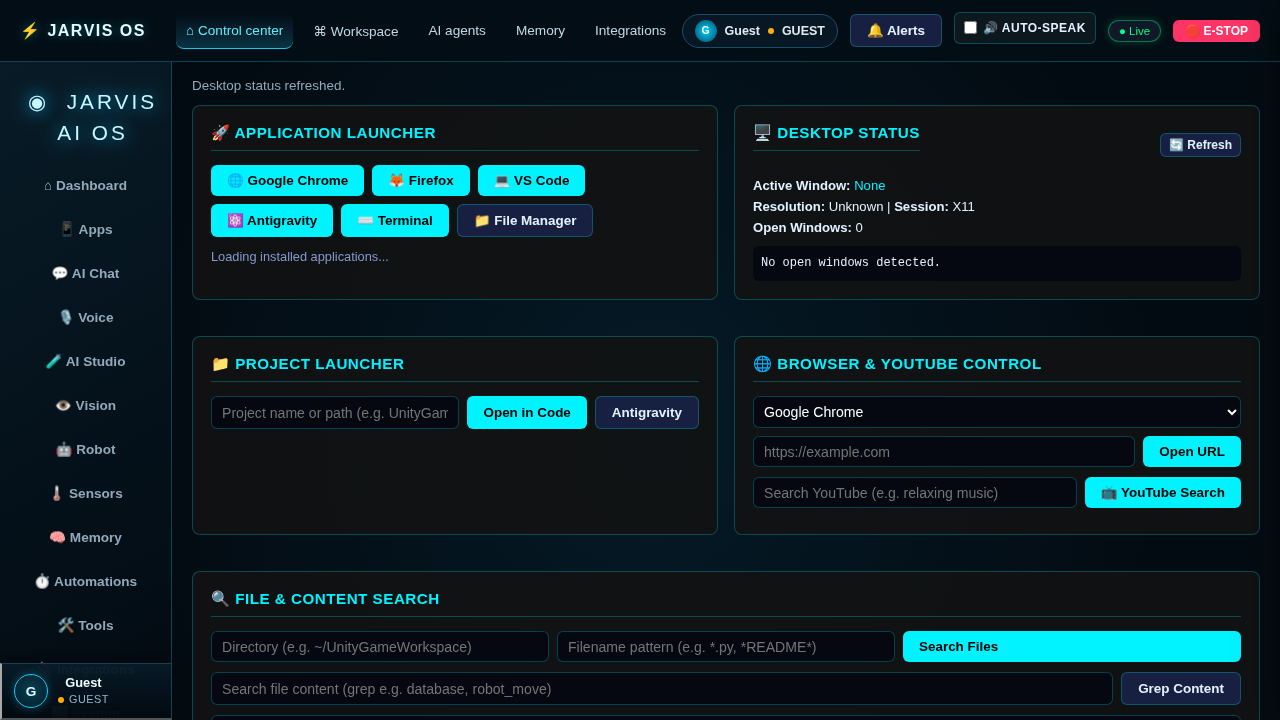 ⚡ JARVIS OS
⌂ Control center
⌘ Workspace
AI agents
Memory
Integrations
G Guest GUEST
🔔 Alerts
🔊 AUTO-SPEAK
● Live
🛑 E-STOP
◉ JARVIS
AI OS
⌂ Dashboard
📱 Apps
💬 AI Chat
🎙️ Voice
🧪 AI Studio
👁️ Vision
🤖 Robot
🌡️ Sensors
🧠 Memory
⏱️ Automations
🛠️ Tools
Integrations
G Guest
GUEST
Desktop status refreshed.
🚀 APPLICATION LAUNCHER
🌐 Google Chrome
🦊 Firefox
💻 VS Code
⚛️ Antigravity
⌨️ Terminal
📁 File Manager
Loading installed applications...
🖥️ DESKTOP STATUS
🔄 Refresh
Active Window: None
Resolution: Unknown | Session: X11
Open Windows: 0
No open windows detected.
📁 PROJECT LAUNCHER
Project name or path (e.g. UnityGam
Open in Code
Antigravity
🌐 BROWSER & YOUTUBE CONTROL
Google Chrome
https://example.com
Open URL
Search YouTube (e.g. relaxing music)
📺 YouTube Search
🔍 FILE & CONTENT SEARCH
Directory (e.g. ~/UnityGameWorkspace)
Filename pattern (e.g. *.py, *README*)
Search Files
Search file content (grep e.g. database, robot_move)
Grep Content